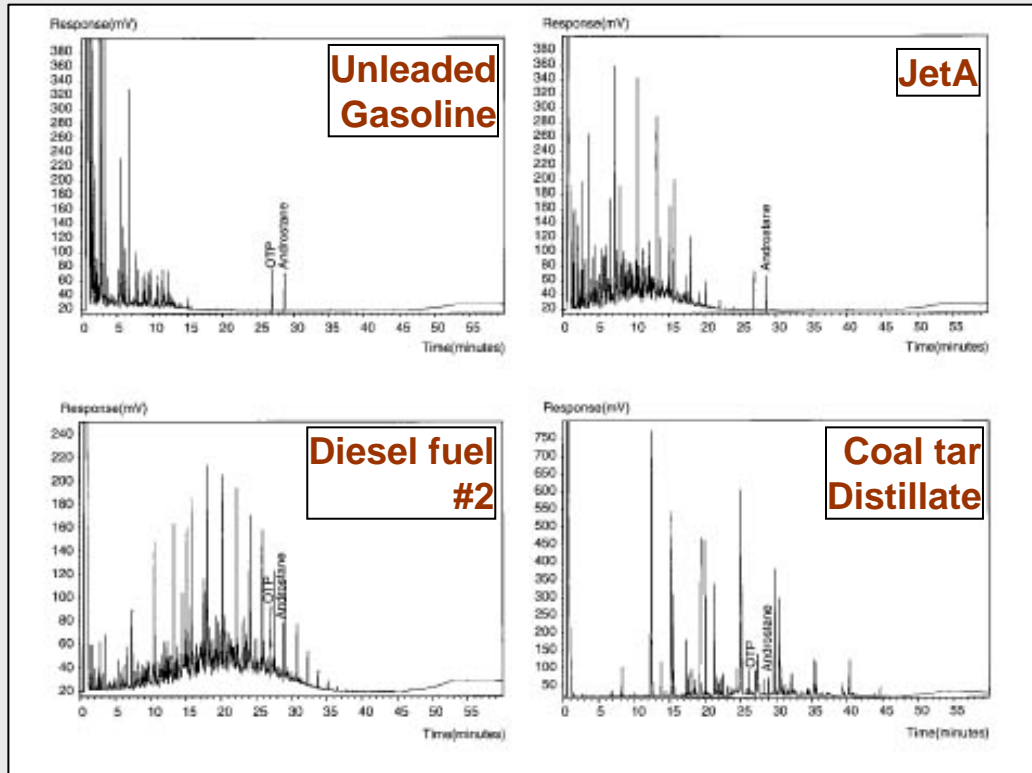 Response(mV)
Unleaded
Gasoline
380
360
340
320
300
280
260
240
220
200
180
160
140
120
100
80
60
40
20
OTP
Androstane
0 5 10 15 20 25 30 35 40 45 50 55
Time(minutes)
Response(mV)
JetA
380
360
340
320
300
280
260
240
220
200
180
160
140
120
100
80
60
40
20
Androstane
0 5 10 15 20 25 30 35 40 45 55
Time(minutes)
Response(mV)
Diesel fuel
#2
240
220
200
180
160
140
120
100
80
60
40
20
OTP
Androstane
0 5 10 15 20 25 30 35 40 45 50 55
Time(minutes)
Response(mV)
Coal tar
Distillate
750
700
650
600
550
500
450
400
350
300
250
200
150
100
50
OTP
Androstane
0 5 10 15 20 25 30 35 40 45 55
Time(minutes)